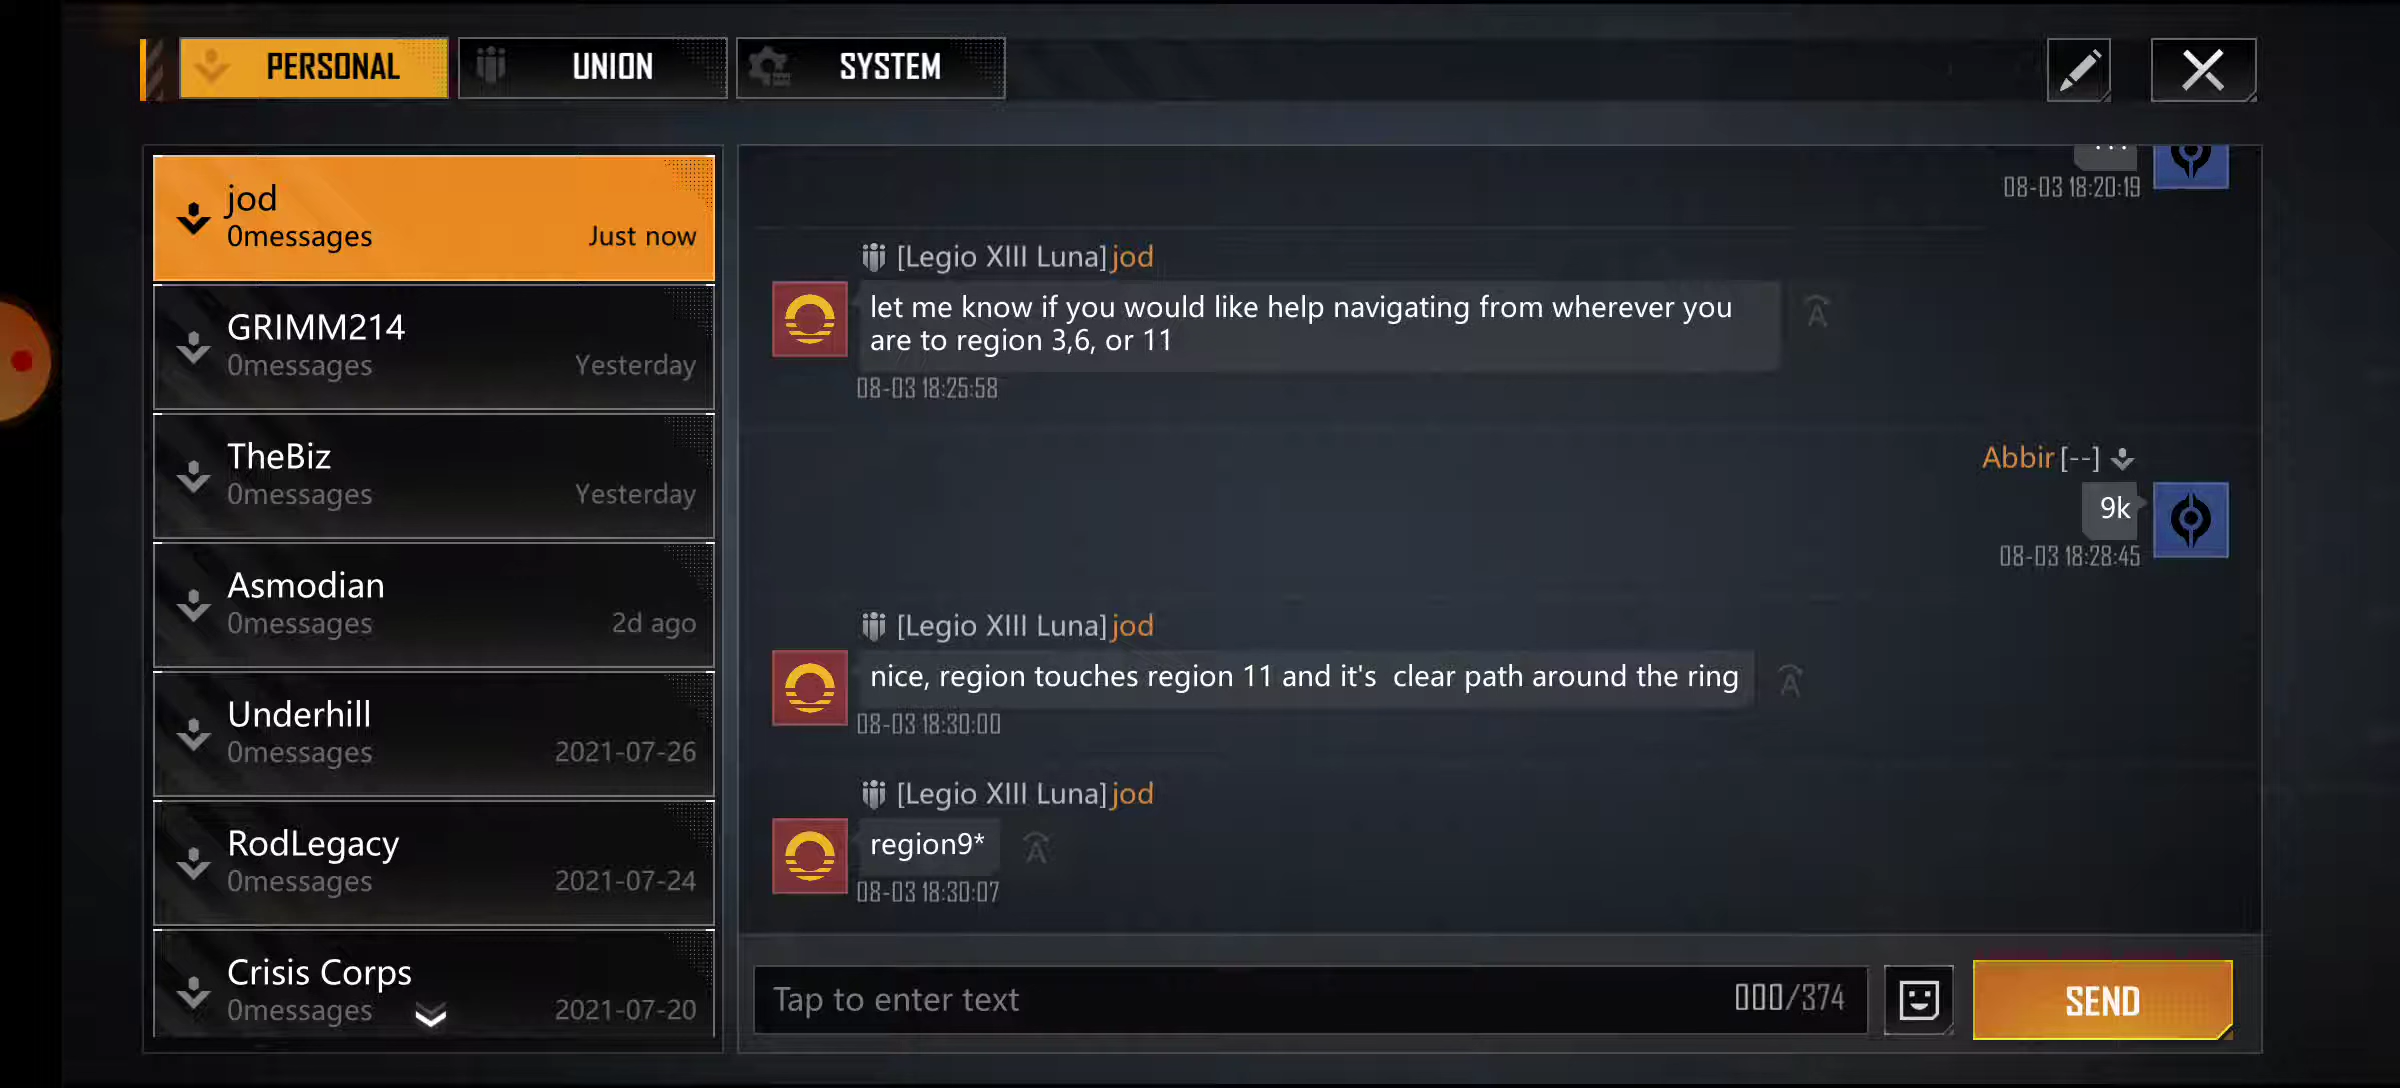 PERSONAL
UNION
SYSTEM
jod
0messages
Just now
GRIMM214
0messages
Yesterday
TheBiz
0messages
Yesterday
Asmodian
0messages
2d ago
Underhill
0messages
2021-07-26
RodLegacy
0messages
2021-07-24
Crisis Corps
0messages
2021-07-20
...
08-03 18:20:19
[Legio XIII Luna]jod
let me know if you would like help navigating from wherever you
are to region 3,6, or 11
08-03 18:25:58
Abbir[--]
9k
08-03 18:28:45
[Legio XIII Luna]jod
nice, region touches region 11 and it's  clear path around the ring
08-03 18:30:00
[Legio XIII Luna]jod
region9*
08-03 18:30:07
Tap to enter text
000/374
SEND